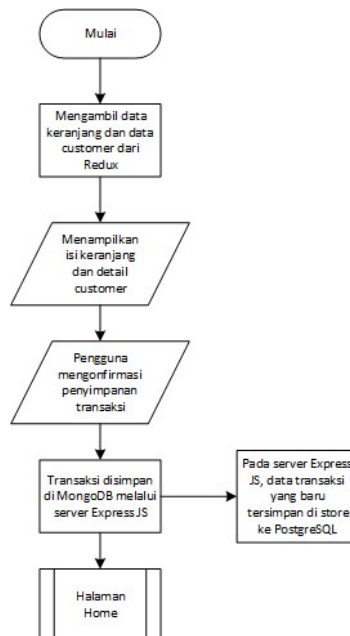 Mulai
Mengambil data
keranjang dan data
customer dari
Redux
Menampilkan
isi keranjang
dan detail
customer
Pengguna
mengonfirmasi
penyimpanan
transaksi
Transaksi disimpan
di MongoDB melalui
server Express JS
Pada server Express
JS, data transaksi
yang baru
tersimpan di store
ke PostgreSQL
Halaman
Home